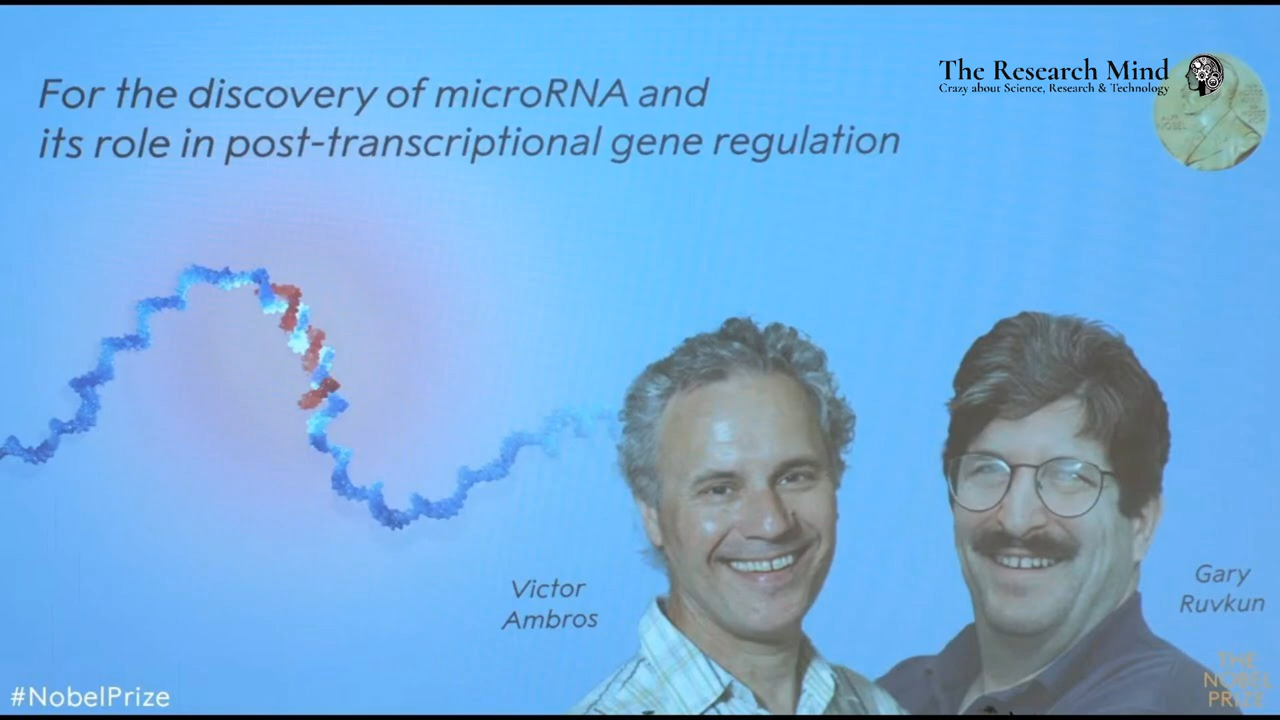 For the discovery of microRNA and
its role in post-transcriptional gene regulation
The Research Mind
Crazy about Science, Research & Technology
Victor
Ambros
Gary
Ruvkun
#NobelPrize
THE
NOBEL
PRIZE